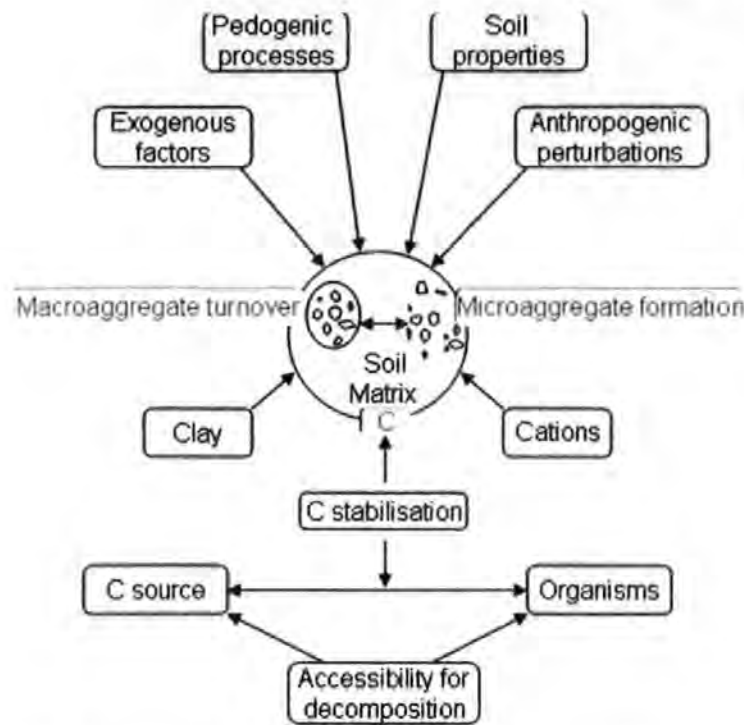 Pedogenic
processes
Soil
properties
Exogenous
factors
Anthropogenic
perturbations
Macroaggregate turnover
Microaggregate formation
Soil
Matrix
C
Clay
Cations
C stabilisation
C source
Organisms
Accessibility for
decomposition